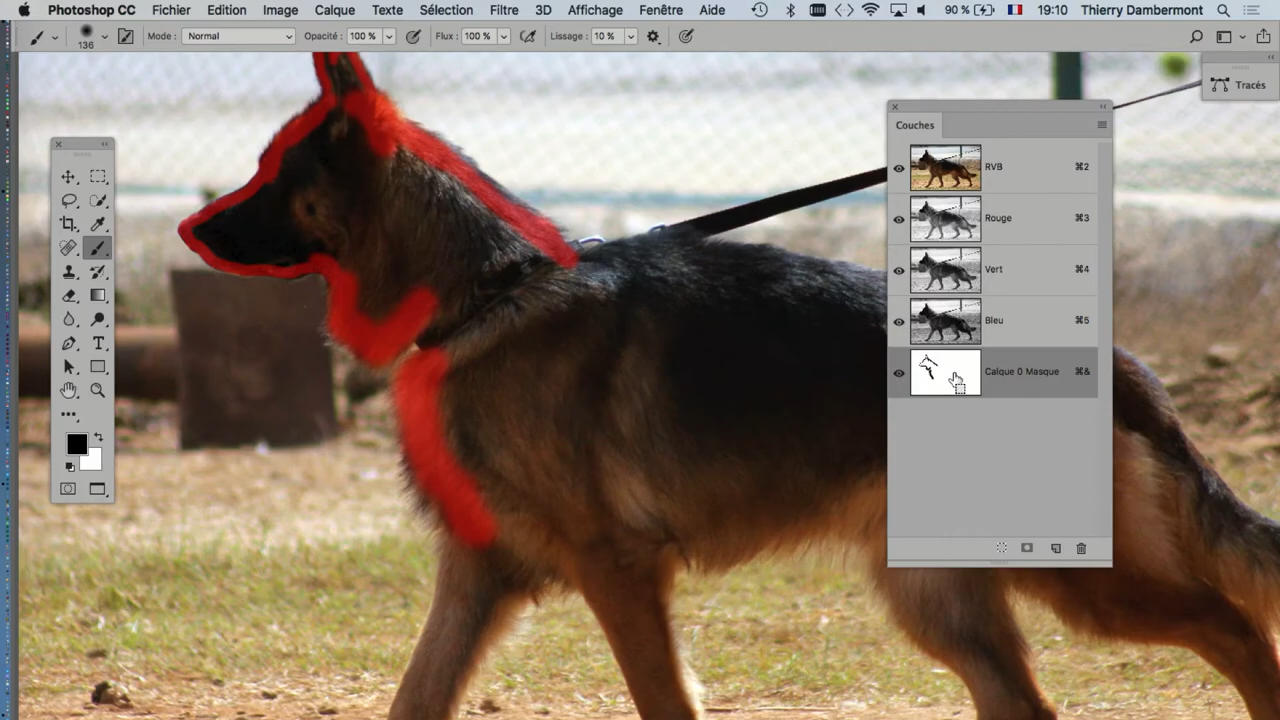 Photoshop CC Fichier Edition Image Calque Texte Sélection Filtre 3D Affichage Fenêtre Aide 90 % 19:10 Thierry Dambermont
136 Mode : Normal Opacité : 100 % Flux : 100 % Lissage : 10 %
Tracés
Couches
RVB ⌘2
Rouge ⌘3
Vert ⌘4
Bleu ⌘5
Calque 0 Masque ⌘&